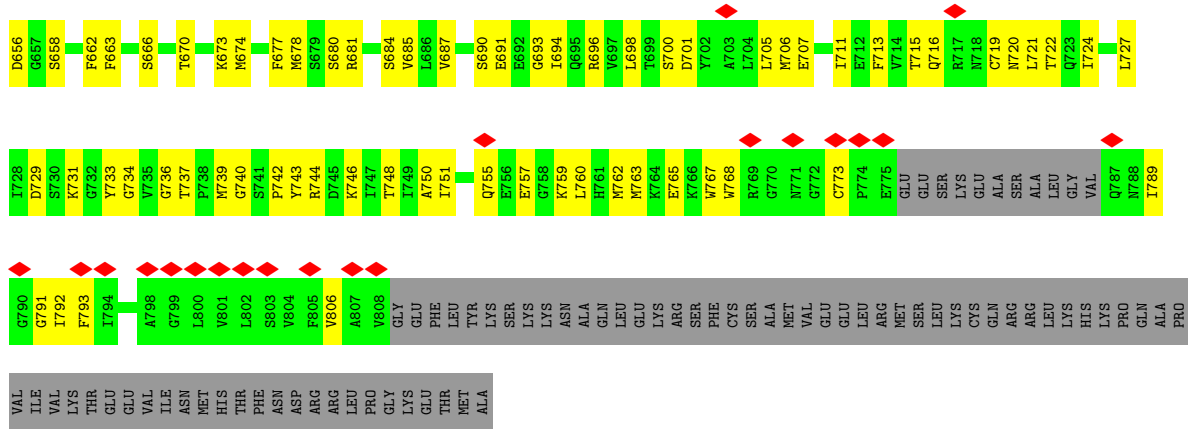 D656 G657 S658 F662 F663 S666 T670 K673 M674 F677 M678 S679 S680 R681 S684 V685 L686 V687 S690 E691 E692 G693 I694 Q695 R696 V697 L698 T699 S700 D701 Y702 A703 L704 L705 M706 E707 I711 E712 F713 V714 T715 Q716 R717 N718 C719 N720 L721 T722 Q723 I724 L727
I728 D729 S730 K731 G732 Y733 G734 V735 G736 T737 P738 M739 G740 S741 P742 Y743 R744 D745 K746 I747 T748 I749 A750 I751 Q755 E756 E757 G758 K759 L760 H761 M762 M763 K764 E765 K766 W767 W768 R769 G770 N771 G772 C773 P774 E775 GLU GLU SER LYS GLU ALA SER ALA LEU GLY VAL Q787 N788 I789
G790 G791 I792 F793 I794 A798 G799 L800 V801 L802 S803 V804 F805 V806 A807 V808 GLY GLU PHE LEU TYR LYS SER LYS LYS ASN ALA GLN LEU GLU LYS ARG SER PHE CYS SER ALA MET VAL GLU GLU LEU ARG MET SER LEU LYS CYS GLN ARG ARG LEU LYS HIS LYS PRO GLN ALA PRO
VAL ILE VAL LYS THR GLU GLU VAL ILE ASN MET HIS THR PHE ASN ASP ARG ARG LEU PRO GLY LYS GLU THR MET ALA